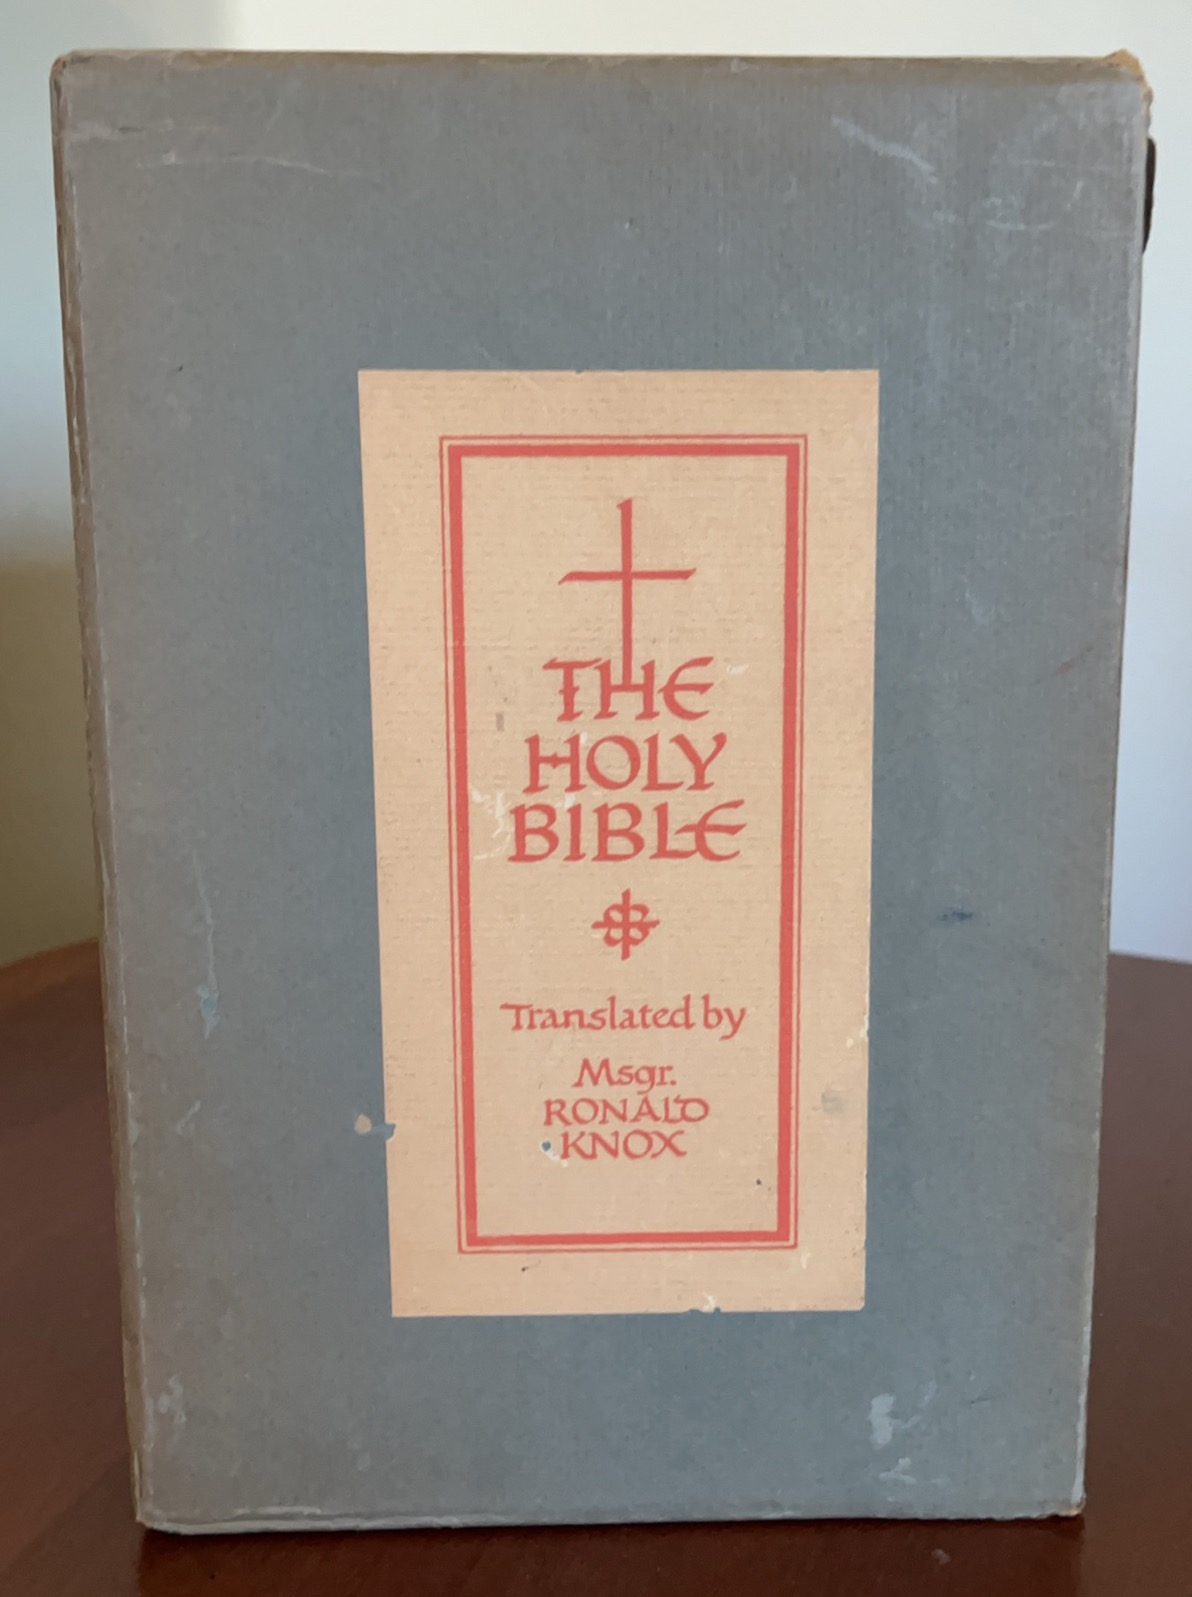 THE
HOLY
BIBLE
Translated by
Msgr.
RONALD
KNOX